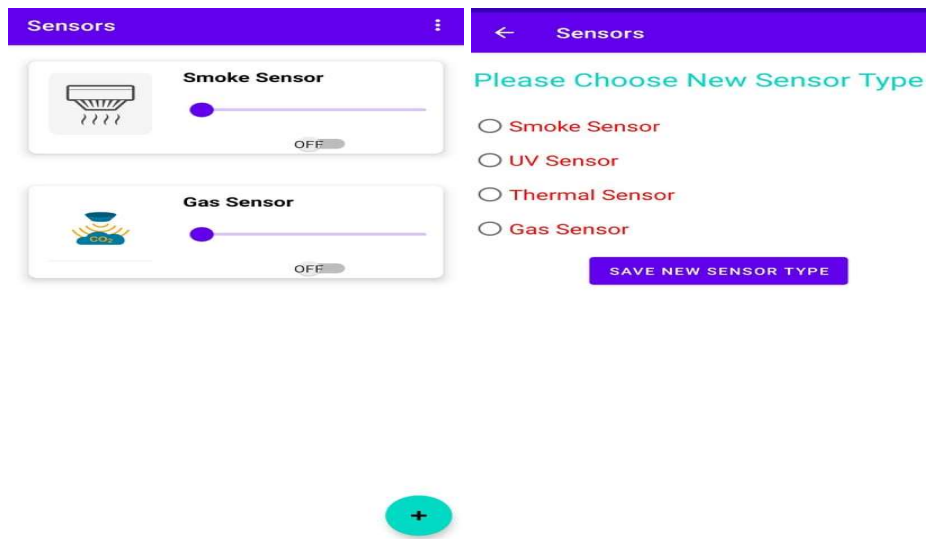 Sensors
Smoke Sensor
OFF
Gas Sensor
CO₂
OFF
+
Sensors
Please Choose New Sensor Type
Smoke Sensor
UV Sensor
Thermal Sensor
Gas Sensor
SAVE NEW SENSOR TYPE